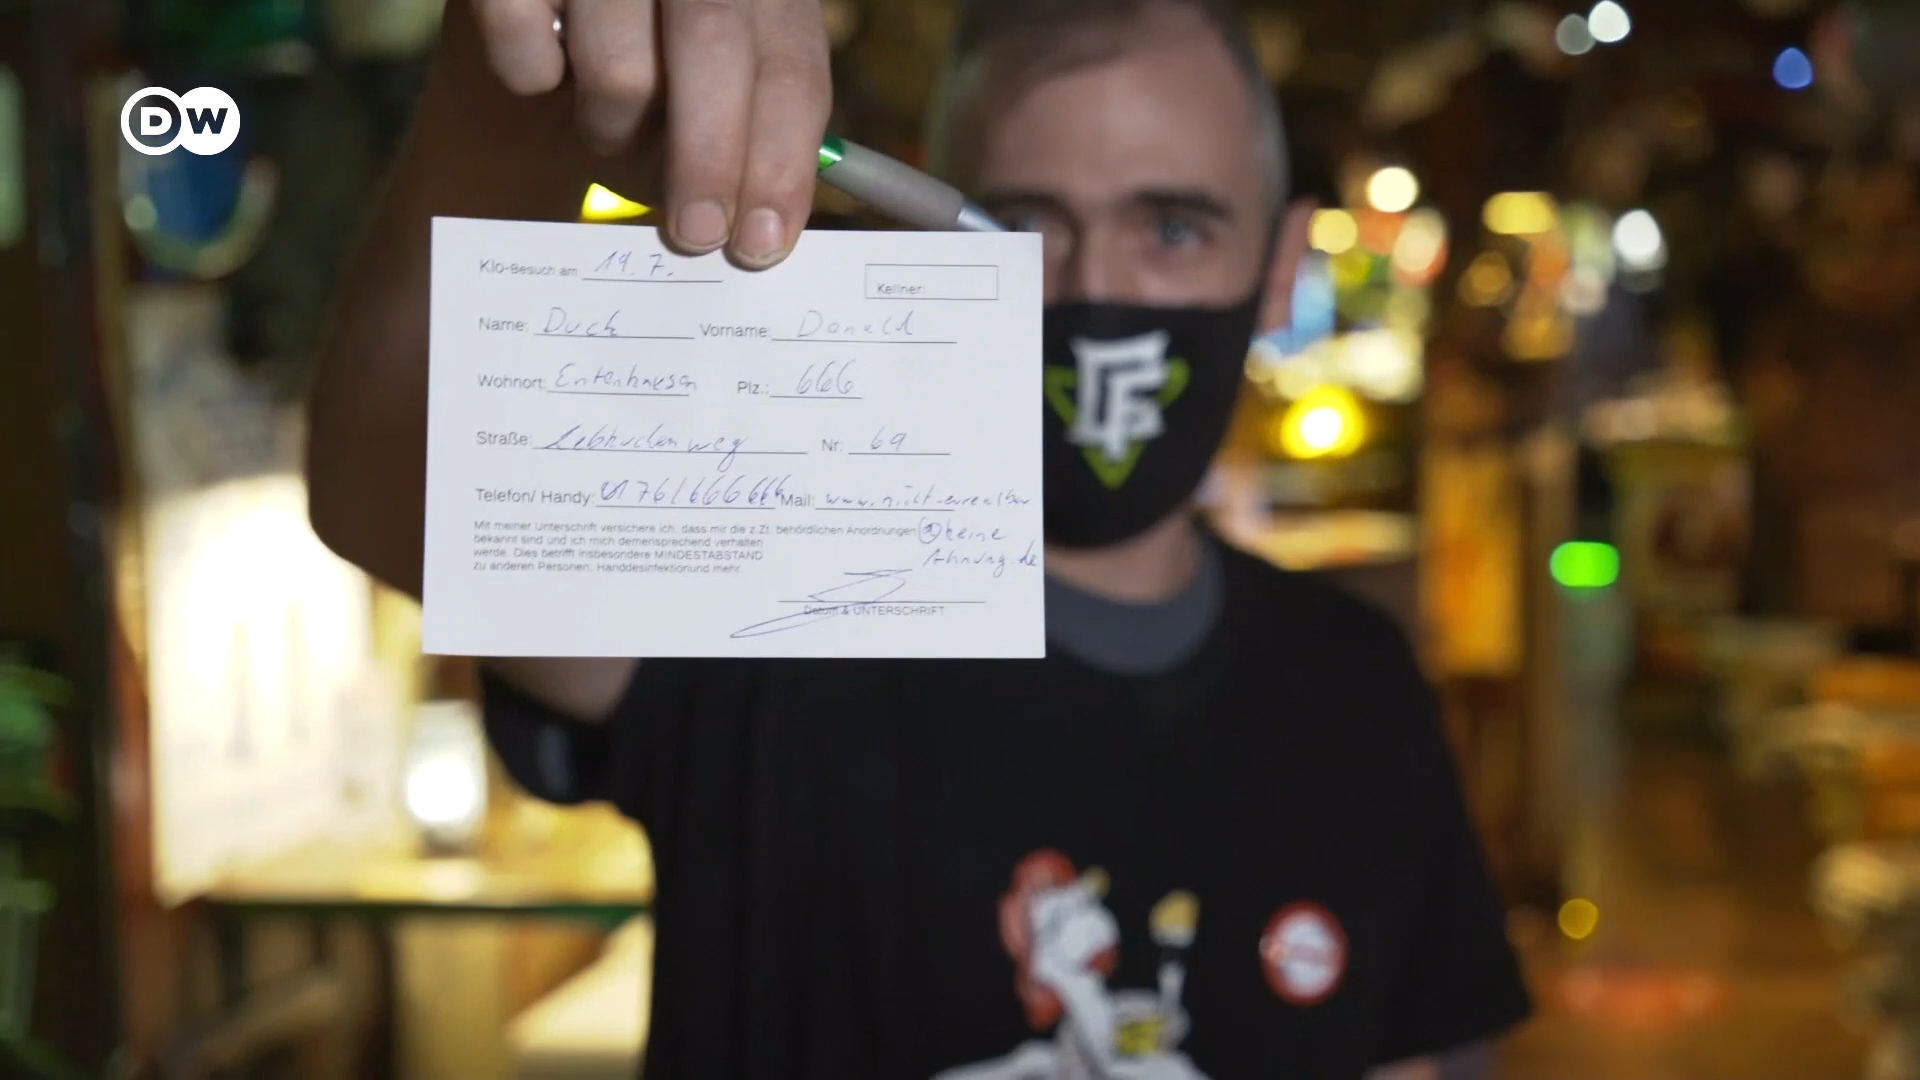 DW
Klo-Besuch am 19. 7.
Kellner:
Name: Duck Vorname: Donald
Wohnort: Entenhausen Plz.: 666
Straße: Lebkuchenweg Nr. 69
Telefon/ Handy: 01761666666 Mail: www.nicht-erreichbar
@keine
Ahnung.de
Mit meiner Unterschrift versichere ich, dass mir die z.Zt. behördlichen Anordnungen
bekannt sind und ich mich demensprechend verhalten
werde. Dies betrifft insbesondere MINDESTABSTAND
zu anderen Personen, Handdesinfektionund mehr.
Datum & UNTERSCHRIFT